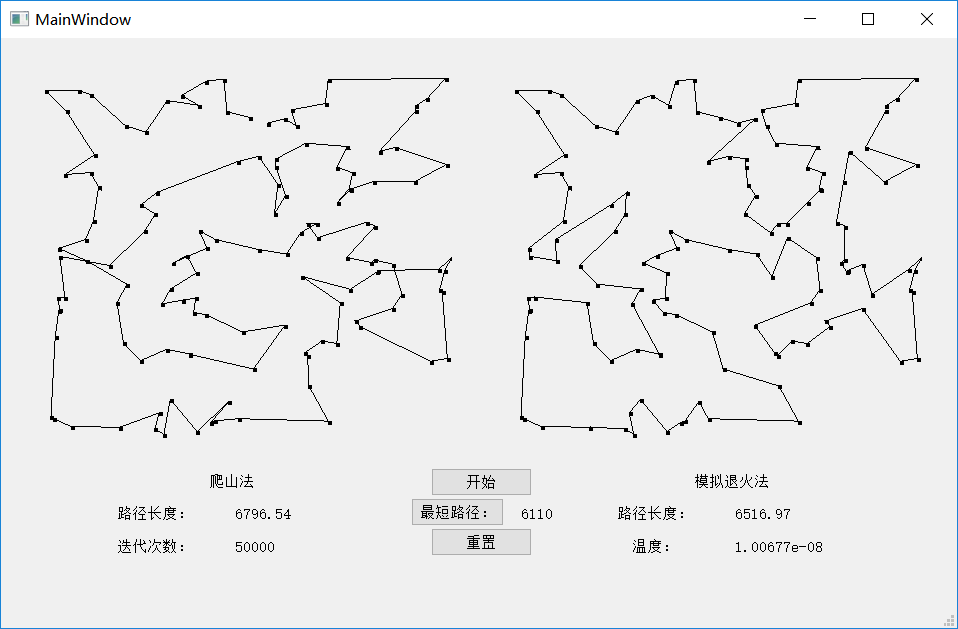 MainWindow
爬山法 开始 模拟退火法
路径长度： 6796.54 最短路径： 6110 路径长度： 6516.97
迭代次数： 50000 重置 温度： 1.00677e-08